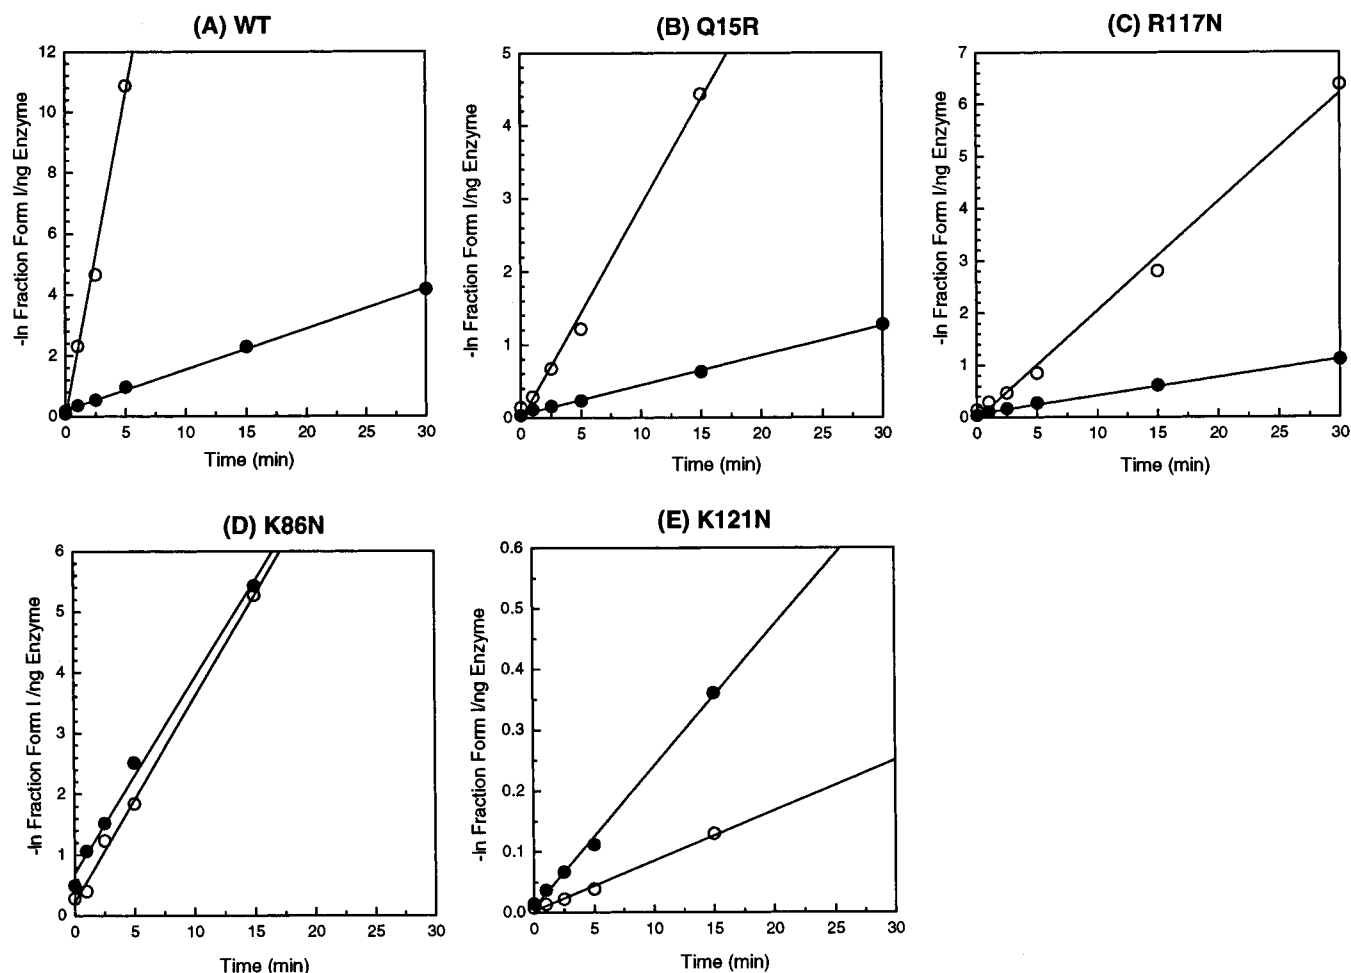 (A) WT
(B) Q15R
(C) R117N
-ln Fraction Form I/ng Enzyme
12
10
8
6
4
2
0
0 5 10 15 20 25 30
Time (min)
-ln Fraction Form I/ng Enzyme
5
4
3
2
1
0
0 5 10 15 20 25 30
Time (min)
-ln Fraction Form I/ng Enzyme
7
6
5
4
3
2
1
0
0 5 10 15 20 25 30
Time (min)
(D) K86N
(E) K121N
-ln Fraction Form I /ng Enzyme
6
5
4
3
2
1
0
0 5 10 15 20 25 30
Time (min)
-ln Fraction Form I/ng Enzyme
0.6
0.5
0.4
0.3
0.2
0.1
0.0
0 5 10 15 20 25 30
Time (min)